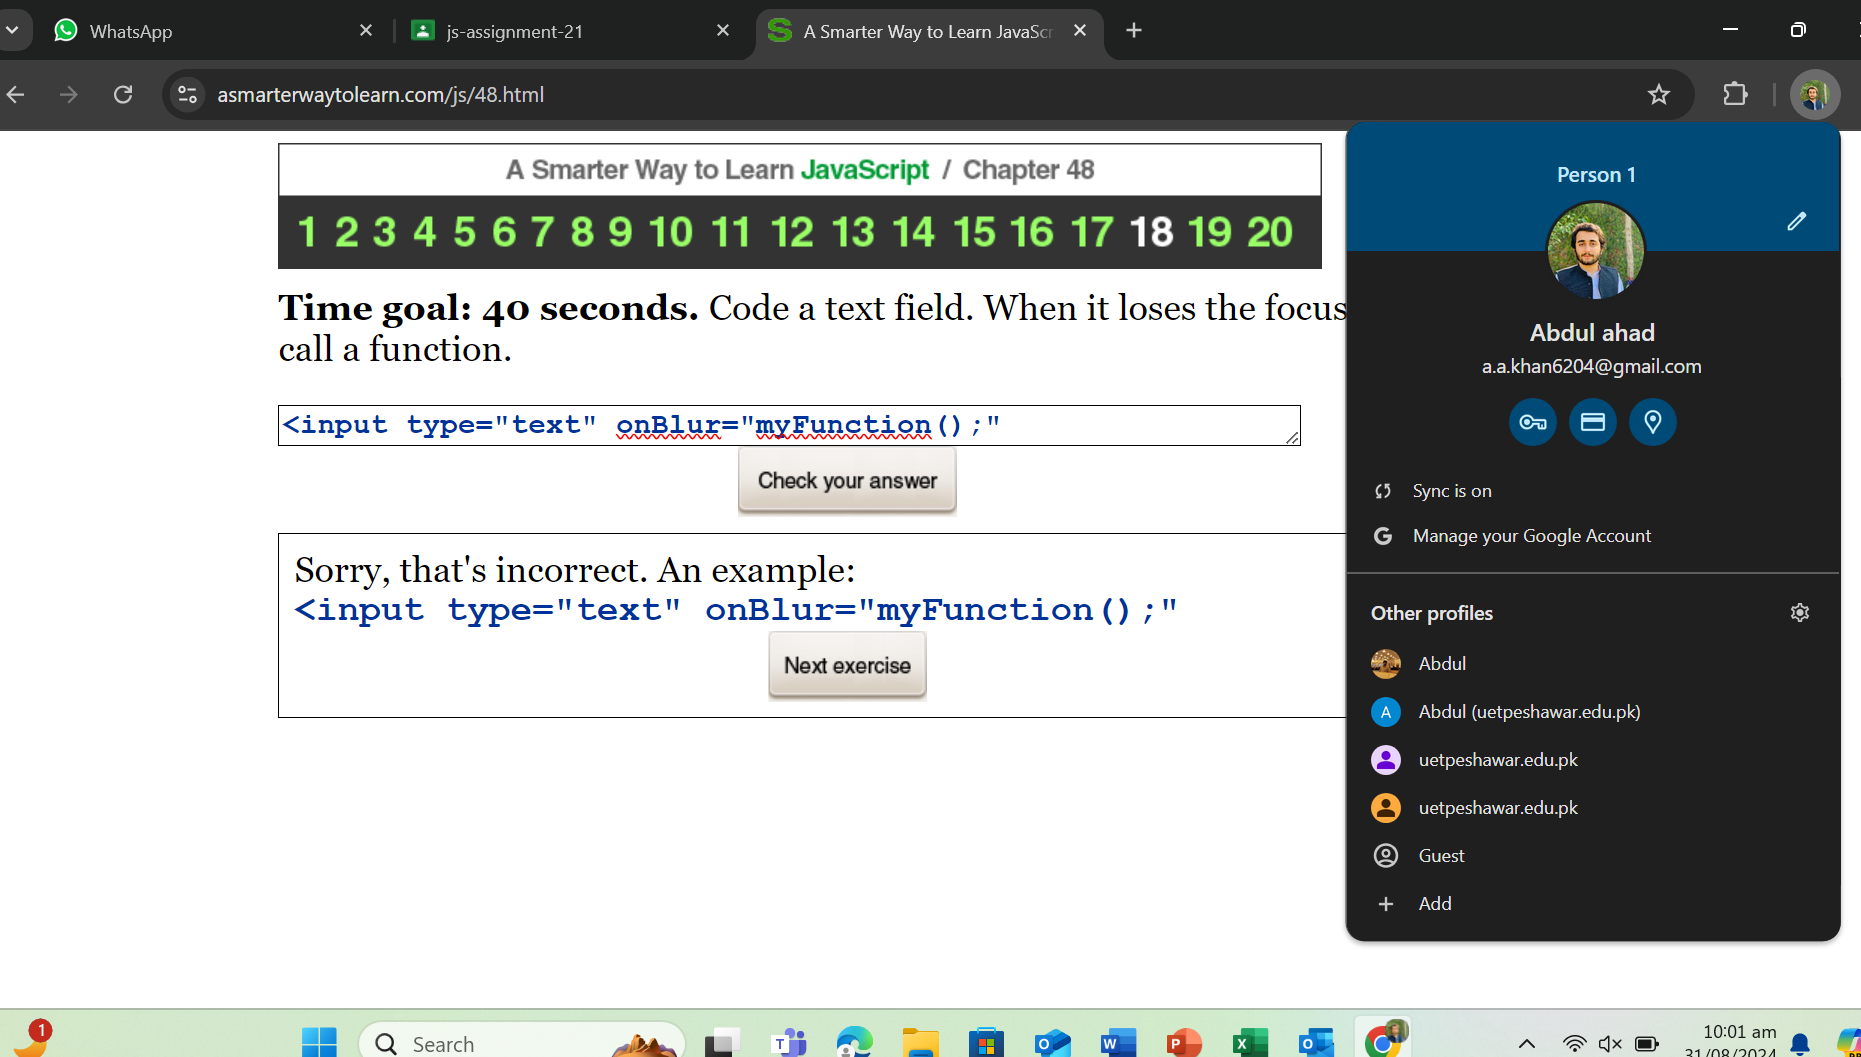 WhatsApp
js-assignment-21
A Smarter Way to Learn JavaScr
asmarterwaytolearn.com/js/48.html
A Smarter Way to Learn JavaScript / Chapter 48
1 2 3 4 5 6 7 8 9 10 11 12 13 14 15 16 17 18 19 20
Time goal: 40 seconds. Code a text field. When it loses the focus
call a function.
<input type="text" onBlur="myFunction();"
Check your answer
Sorry, that's incorrect. An example:
<input type="text" onBlur="myFunction();"
Next exercise
Person 1
Abdul ahad
a.a.khan6204@gmail.com
Sync is on
Manage your Google Account
Other profiles
Abdul
A
Abdul (uetpeshawar.edu.pk)
uetpeshawar.edu.pk
uetpeshawar.edu.pk
Guest
Add
1
Search
10:01 am
31/08/2024